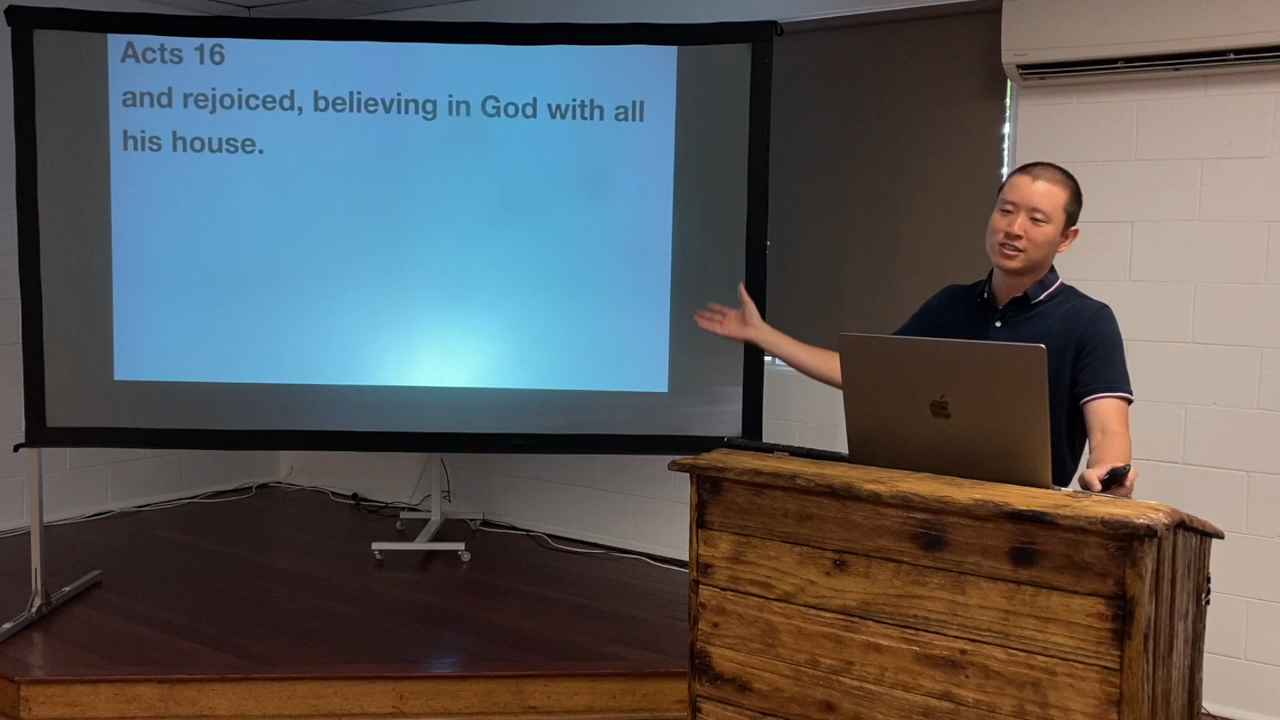 Acts 16
and rejoiced, believing in God with all
his house.